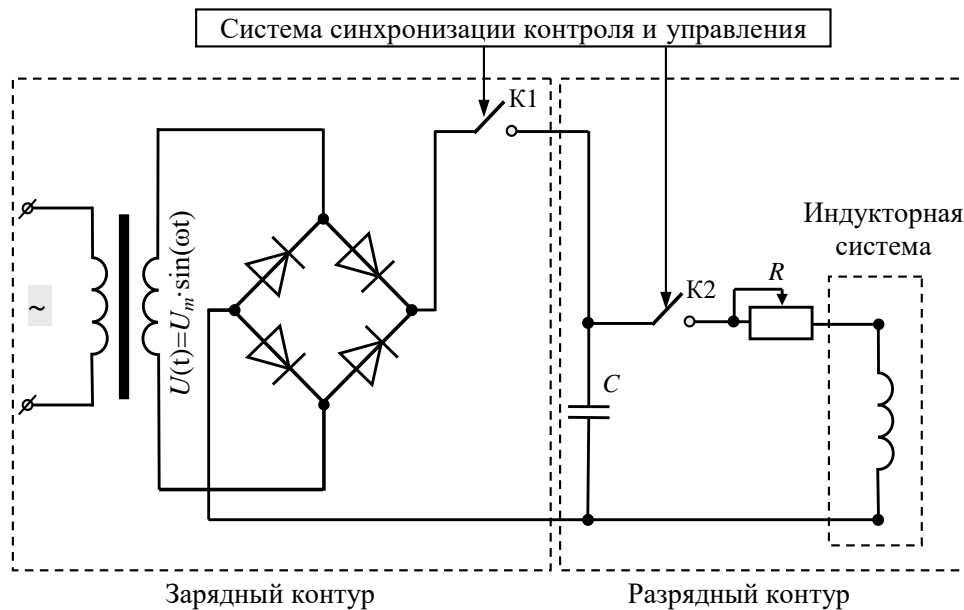 Система синхронизации контроля и управления
К1
Индукторная
система
R
К2
~
U(t)=Um·sin(ωt)
C
Зарядный контур
Разрядный контур